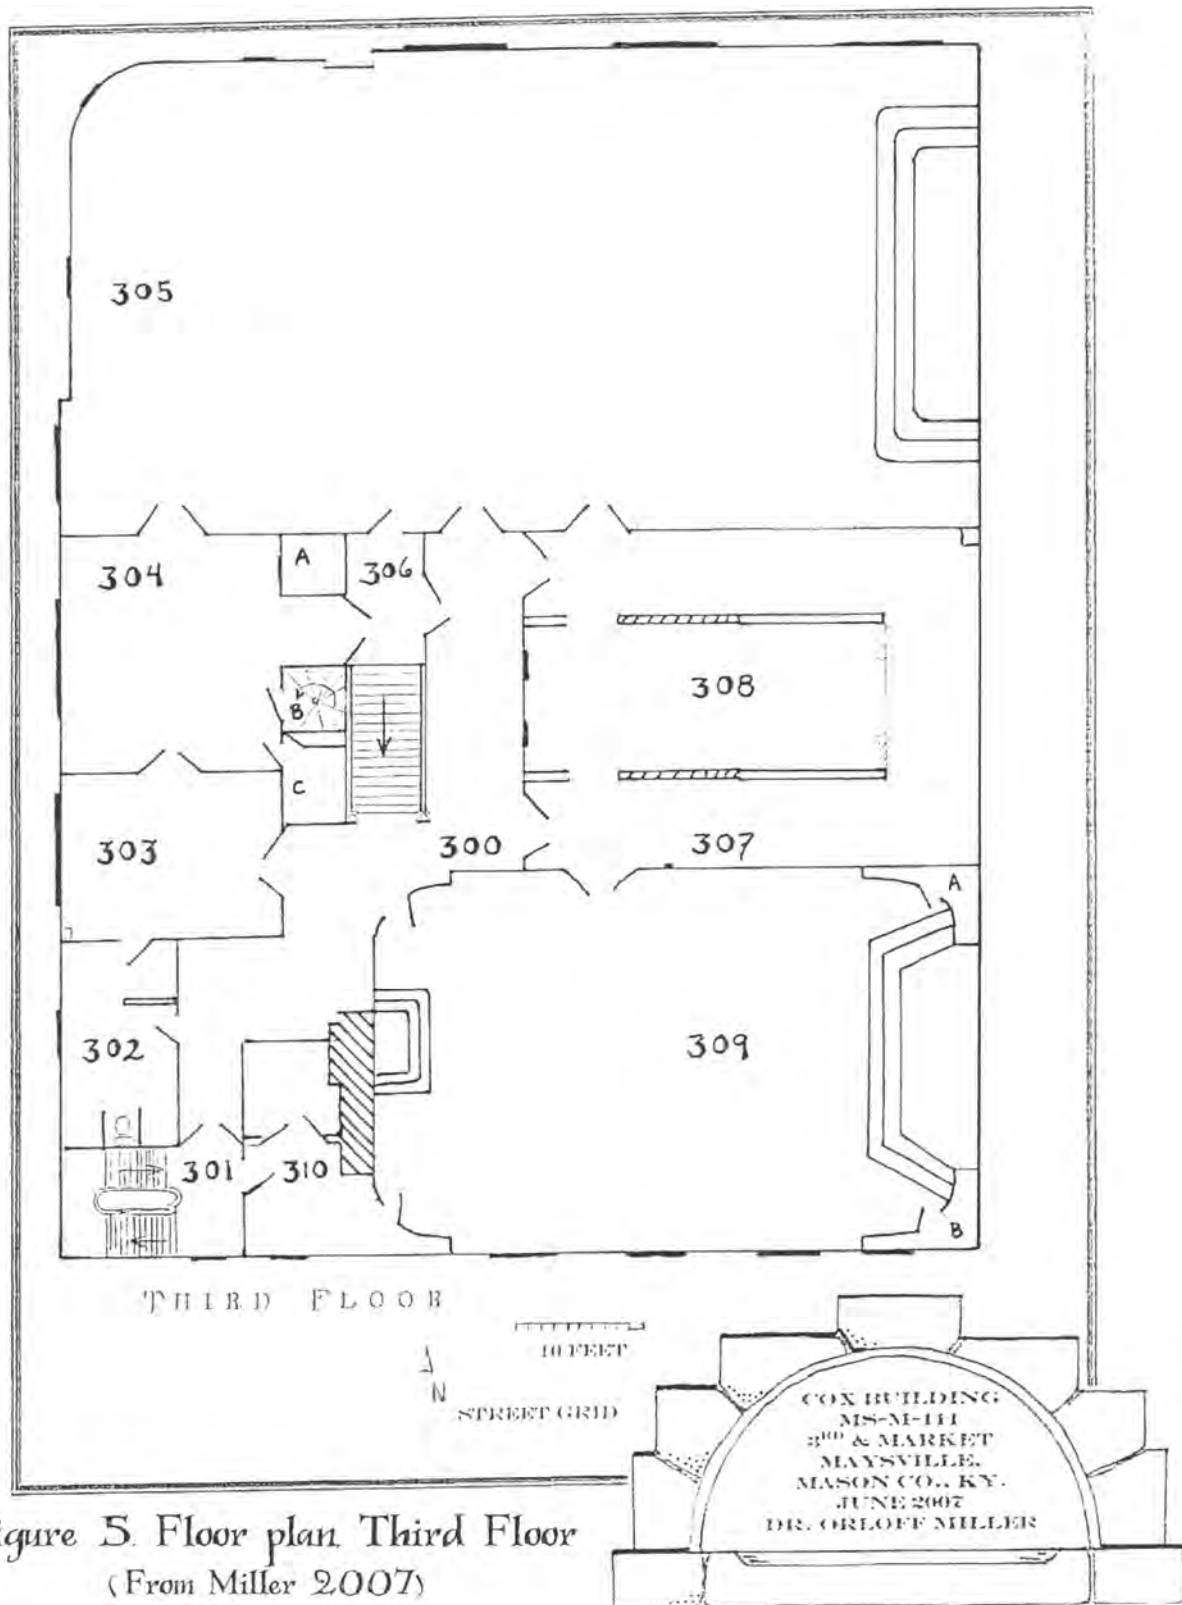 305
304
A
306
B
308
C
303
300
307
A
302
309
301
310
B
THIRD FLOOR
10 FEET
N
STREET GRID
COX BUILDING
MS-M-111
3RD & MARKET
MAYSVILLE,
MASON CO., KY.
JUNE 2007
DR. ORLOFF MILLER
igure 5. Floor plan. Third Floor
(From Miller 2007)